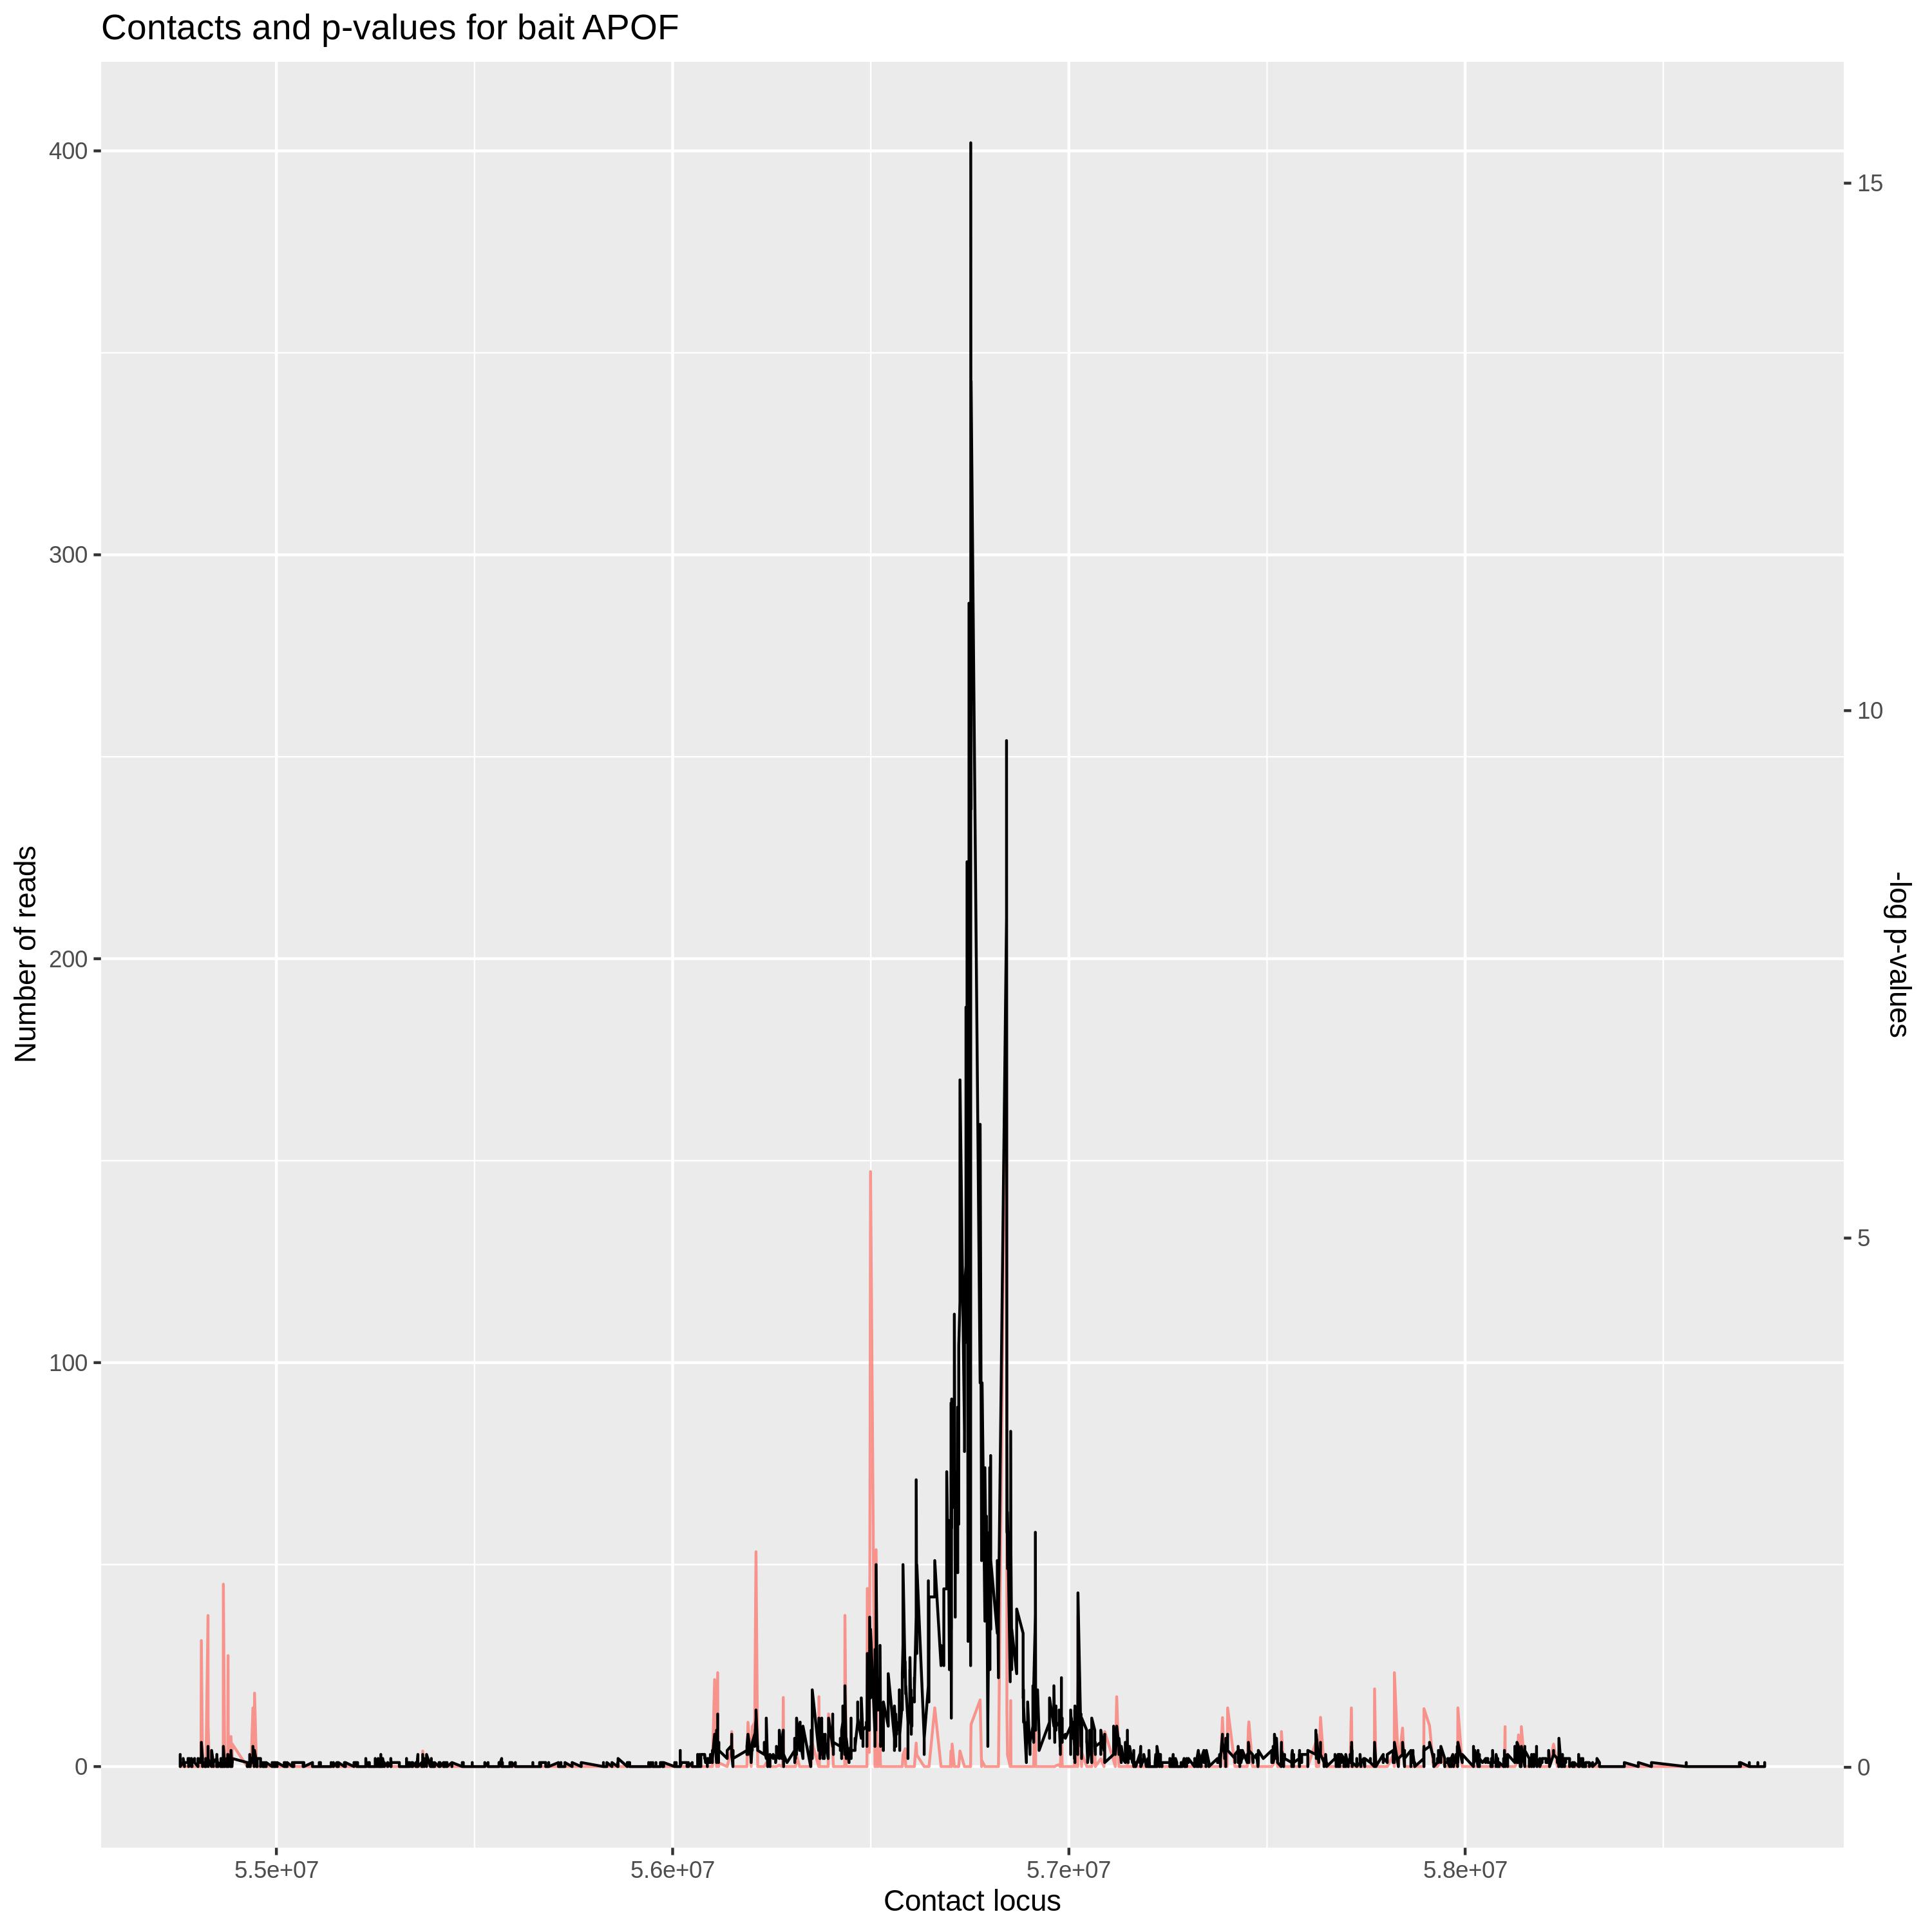 Contacts and p-values for bait APOF
400
300
200
100
0
Number of reads
15
10
5
0
-log p-values
5.5e+07
5.6e+07
5.7e+07
5.8e+07
Contact locus